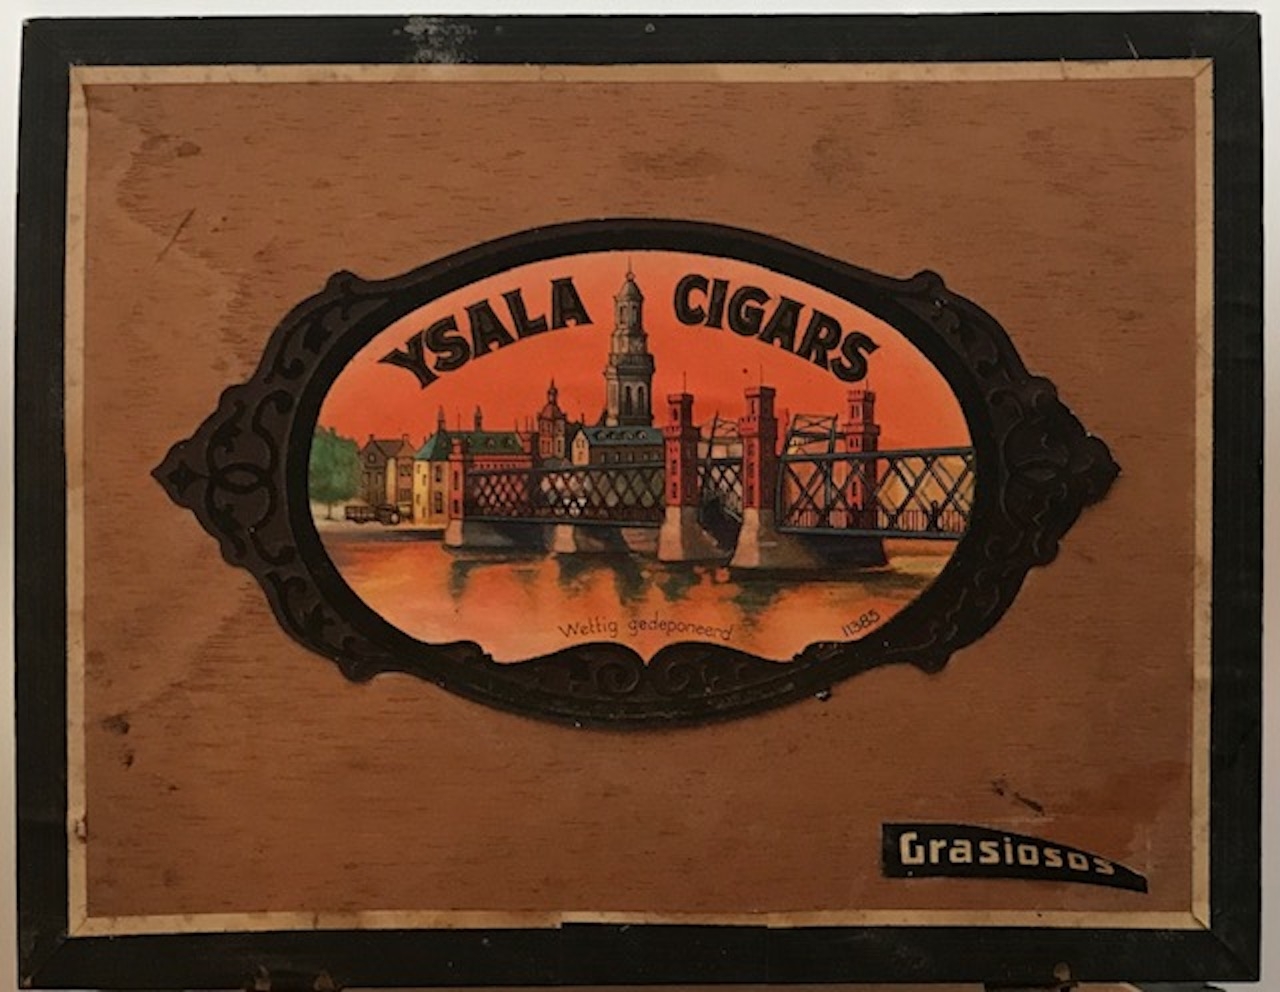 YSALA CIGARS
Wettig gedeponeerd
11385
Grasiosos